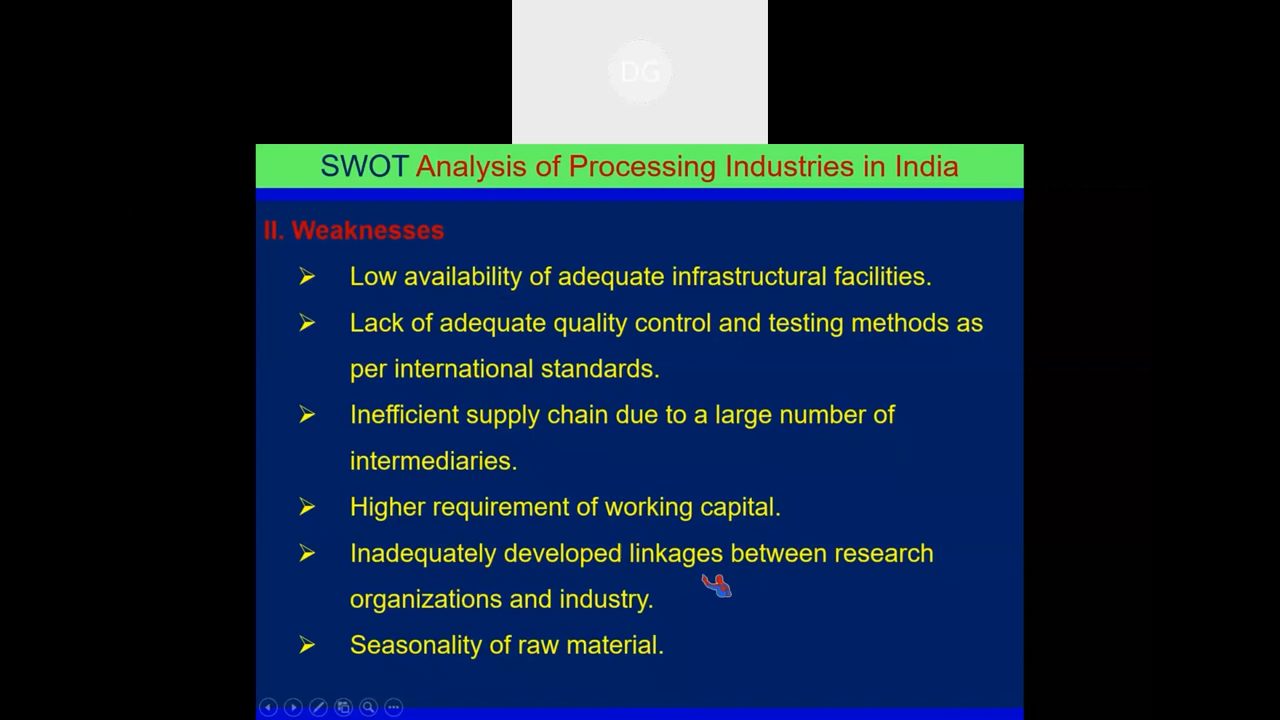 DG
SWOT Analysis of Processing Industries in India
II. Weaknesses
➢ Low availability of adequate infrastructural facilities.
➢ Lack of adequate quality control and testing methods as
per international standards.
➢ Inefficient supply chain due to a large number of
intermediaries.
➢ Higher requirement of working capital.
➢ Inadequately developed linkages between research
organizations and industry.
➢ Seasonality of raw material.